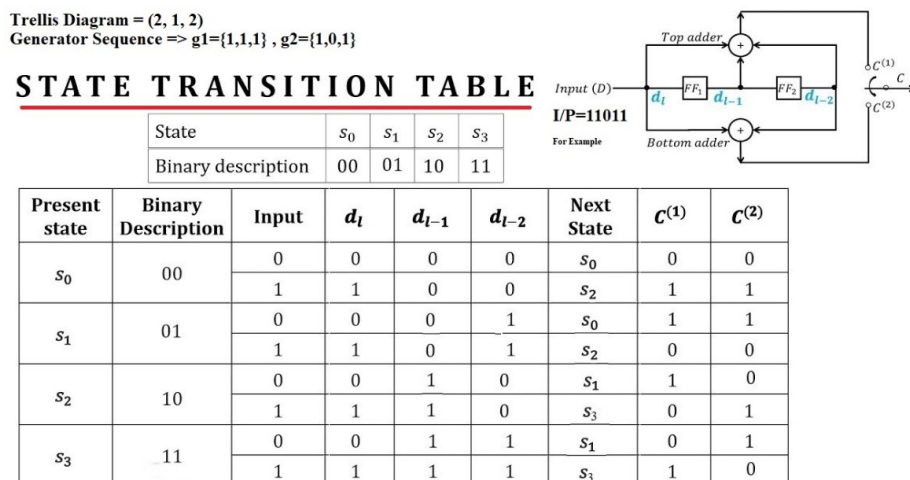 Trellis Diagram = (2, 1, 2)
Generator Sequence => g1={1,1,1} , g2={1,0,1}
STATE TRANSITION TABLE
State s₀ s₁ s₂ s₃
Binary description 00 01 10 11
Top adder
+
C⁽¹⁾
C
C⁽²⁾
Input (D) d_l FF₁ d_{l−1} FF₂ d_{l−2}
I/P=11011
For Example
Bottom adder
+
Present state Binary Description Input d_l d_{l−1} d_{l−2} Next State C⁽¹⁾ C⁽²⁾
s₀ 00 0 0 0 0 s₀ 0 0
1 1 0 0 s₂ 1 1
s₁ 01 0 0 0 1 s₀ 1 1
1 1 0 1 s₂ 0 0
s₂ 10 0 0 1 0 s₁ 1 0
1 1 1 0 s₃ 0 1
s₃ 11 0 0 1 1 s₁ 0 1
1 1 1 1 s₃ 1 0